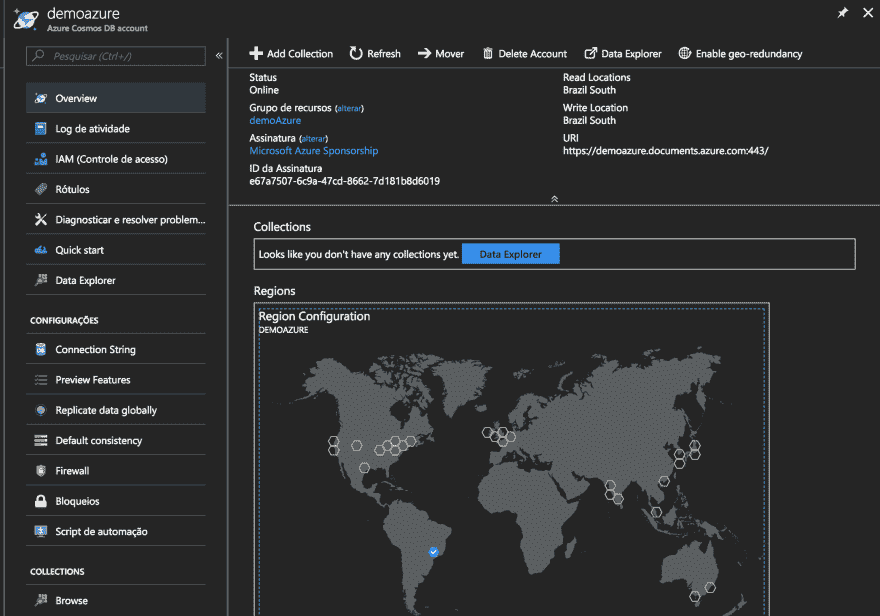 demoazure
Azure Cosmos DB account
Pesquisar (Ctrl+/)
Overview
Log de atividade
IAM (Controle de acesso)
Rótulos
Diagnosticar e resolver problem...
Quick start
Data Explorer
CONFIGURAÇÕES
Connection String
Preview Features
Replicate data globally
Default consistency
Firewall
Bloqueios
Script de automação
COLLECTIONS
Browse
Add Collection
Refresh
Mover
Delete Account
Data Explorer
Enable geo-redundancy
Status
Online
Grupo de recursos (alterar)
demoAzure
Assinatura (alterar)
Microsoft Azure Sponsorship
ID da Assinatura
e67a7507-6c9a-47cd-8662-7d181b8d6019
Read Locations
Brazil South
Write Location
Brazil South
URI
https://demoazure.documents.azure.com:443/
Collections
Looks like you don't have any collections yet. Data Explorer
Regions
Region Configuration
DEMOAZURE